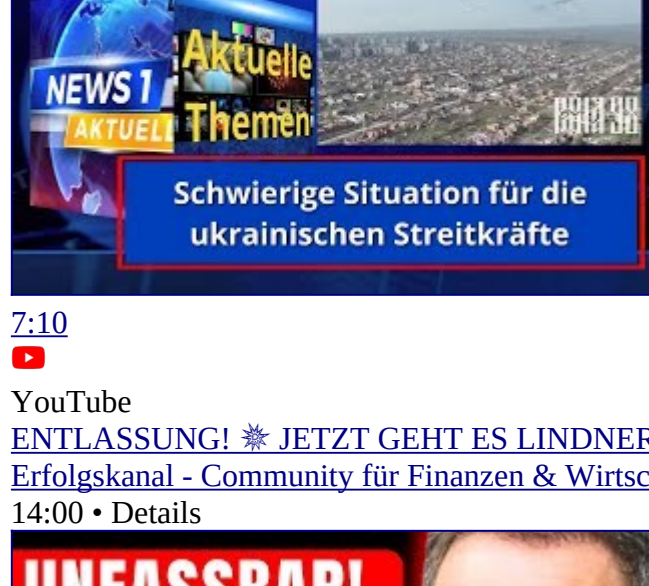 Aktuelle
NEWS 1
AKTUELL
Themen
Schwierige Situation für die
ukrainischen Streitkräfte
7:10
YouTube
ENTLASSUNG! ✵ JETZT GEHT ES LINDNER
Erfolgskanal - Community für Finanzen & Wirtsc
14:00 • Details
UNFASSBAR!